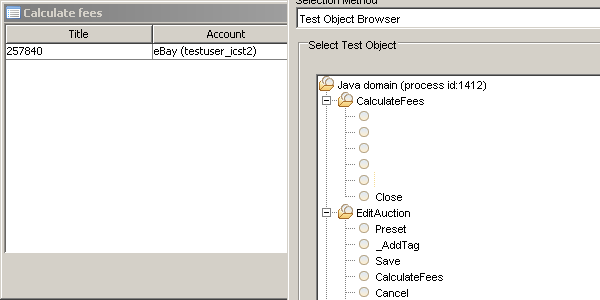 Calculate fees
Title Account
257840 eBay (testuser_icst2)
Selection Method
Test Object Browser
Select Test Object
Java domain (process id:1412)
CalculateFees
Close
EditAuction
Preset
_AddTag
Save
CalculateFees
Cancel